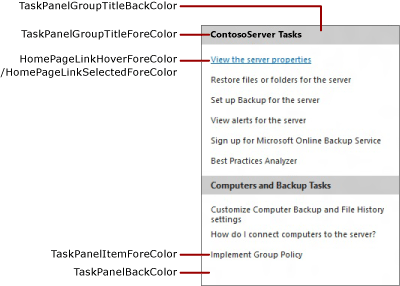 TaskPanelGroupTitleBackColor
TaskPanelGroupTitleForeColor
ContosoServer Tasks
HomePageLinkHoverForeColor
/HomePageLinkSelectedForeColor
View the server properties
Restore files or folders for the server
Set up Backup for the server
View alerts for the server
Sign up for Microsoft Online Backup Service
Best Practices Analyzer
Computers and Backup Tasks
Customize Computer Backup and File History
settings
How do I connect computers to the server?
TaskPanelItemForeColor
Implement Group Policy
TaskPanelBackColor